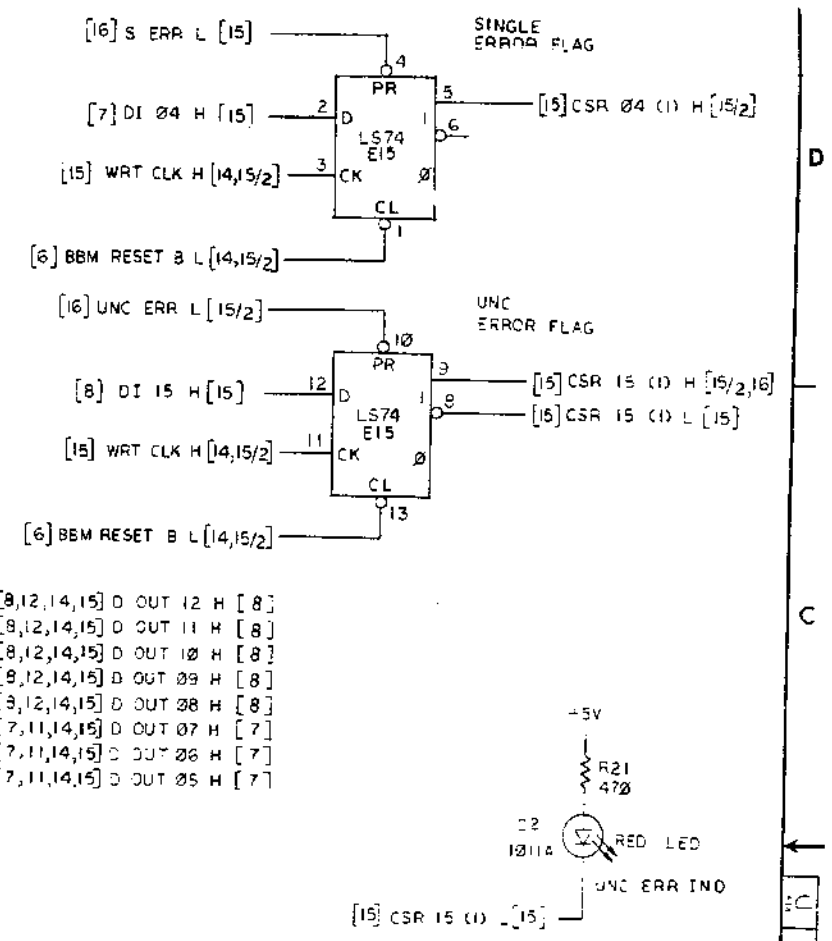 [16] S ERR L [15]
SINGLE
ERROR FLAG
4
PR
[7] DI Ø4 H [15]
2
D
1
5
[15] CSR Ø4 (1) H [15/2]
6
LS74
E15
[15] WRT CLK H [14,15/2]
3
CK
Ø
CL
1
[6] BBM RESET B L [14,15/2]
[16] UNC ERR L [15/2]
UNC
ERROR FLAG
10
PR
[8] DI 15 H [15]
12
D
1
9
[15] CSR 15 (1) H [15/2,16]
8
[15] CSR 15 (1) L [15]
LS74
E15
[15] WRT CLK H [14,15/2]
11
CK
Ø
CL
13
[6] BBM RESET B L [14,15/2]
[8,12,14,15] D OUT 12 H [8]
[8,12,14,15] D OUT 11 H [8]
[8,12,14,15] D OUT 1Ø H [8]
[8,12,14,15] D OUT Ø9 H [8]
[8,12,14,15] D OUT Ø8 H [8]
[7,11,14,15] D OUT Ø7 H [7]
[7,11,14,15] D OUT Ø6 H [7]
[7,11,14,15] D OUT Ø5 H [7]
D
C
+5V
R21
47Ø
1Ø11A
RED LED
UNC ERR IND
[15] CSR 15 (1) L [15]